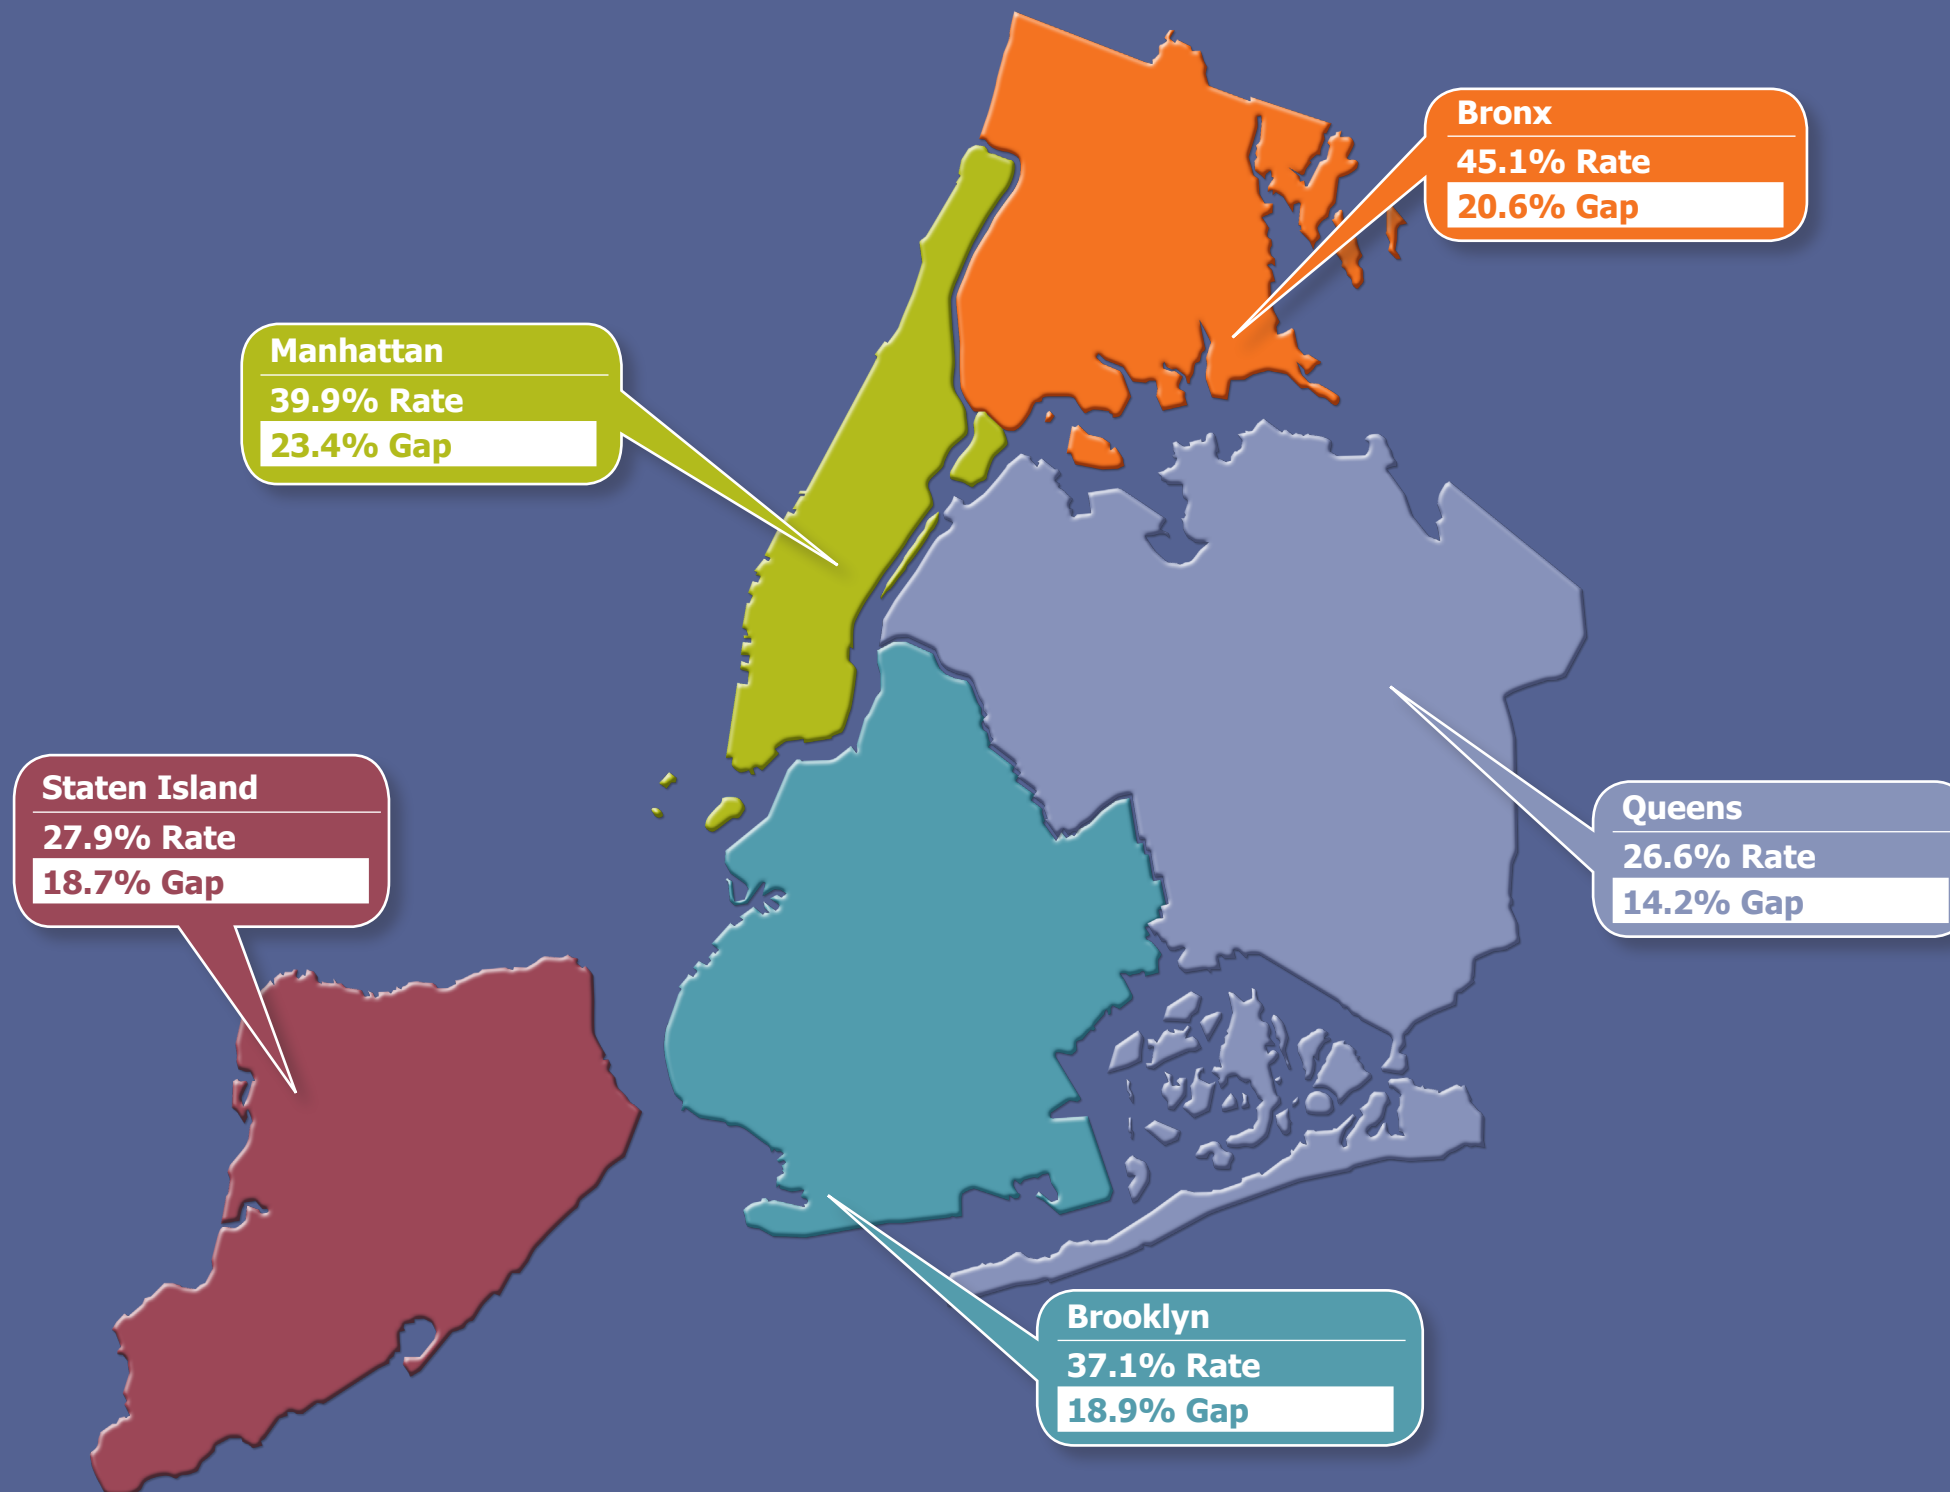 Bronx
45.1% Rate
20.6% Gap
Manhattan
39.9% Rate
23.4% Gap
Staten Island
27.9% Rate
18.7% Gap
Queens
26.6% Rate
14.2% Gap
Brooklyn
37.1% Rate
18.9% Gap